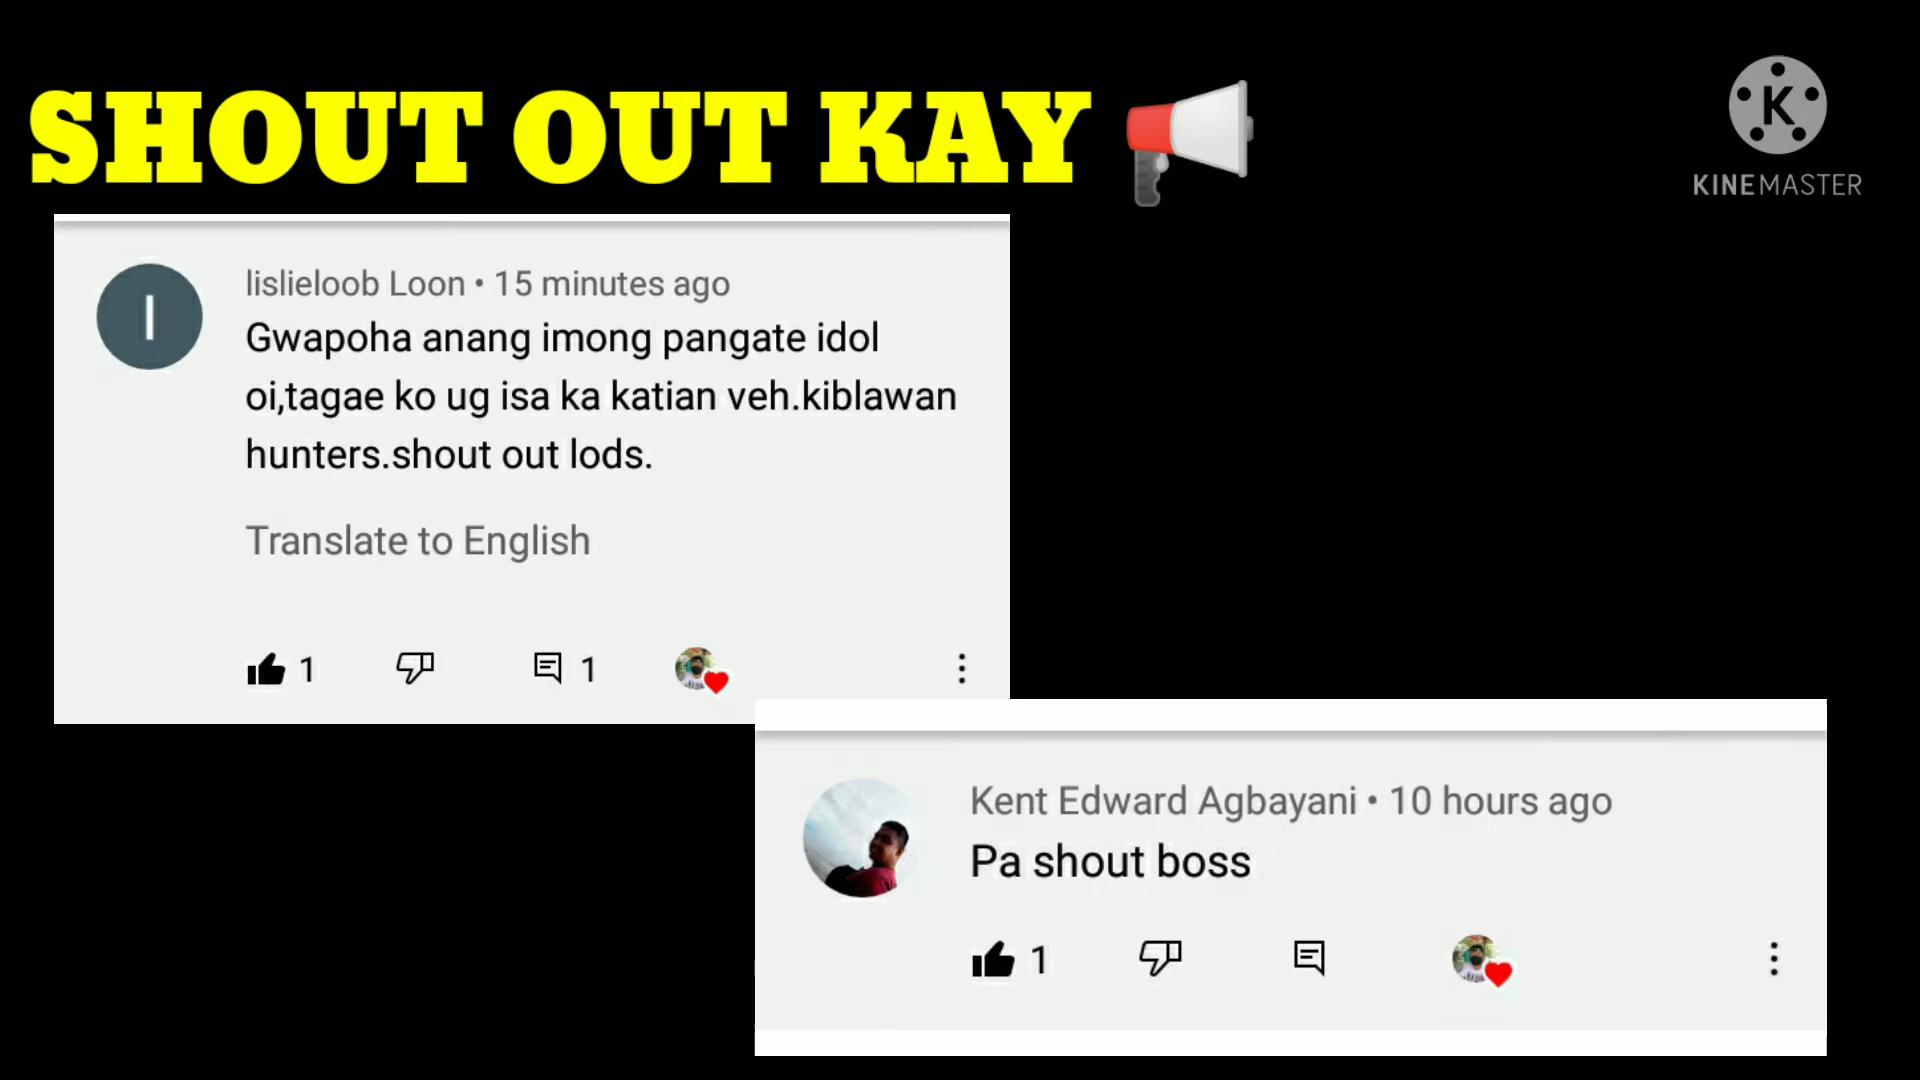 SHOUT OUT KAY
K
KINEMASTER
l
lislieloob Loon • 15 minutes ago
Gwapoha anang imong pangate idol
oi,tagae ko ug isa ka katian veh.kiblawan
hunters.shout out lods.
Translate to English
1
1
Kent Edward Agbayani • 10 hours ago
Pa shout boss
1